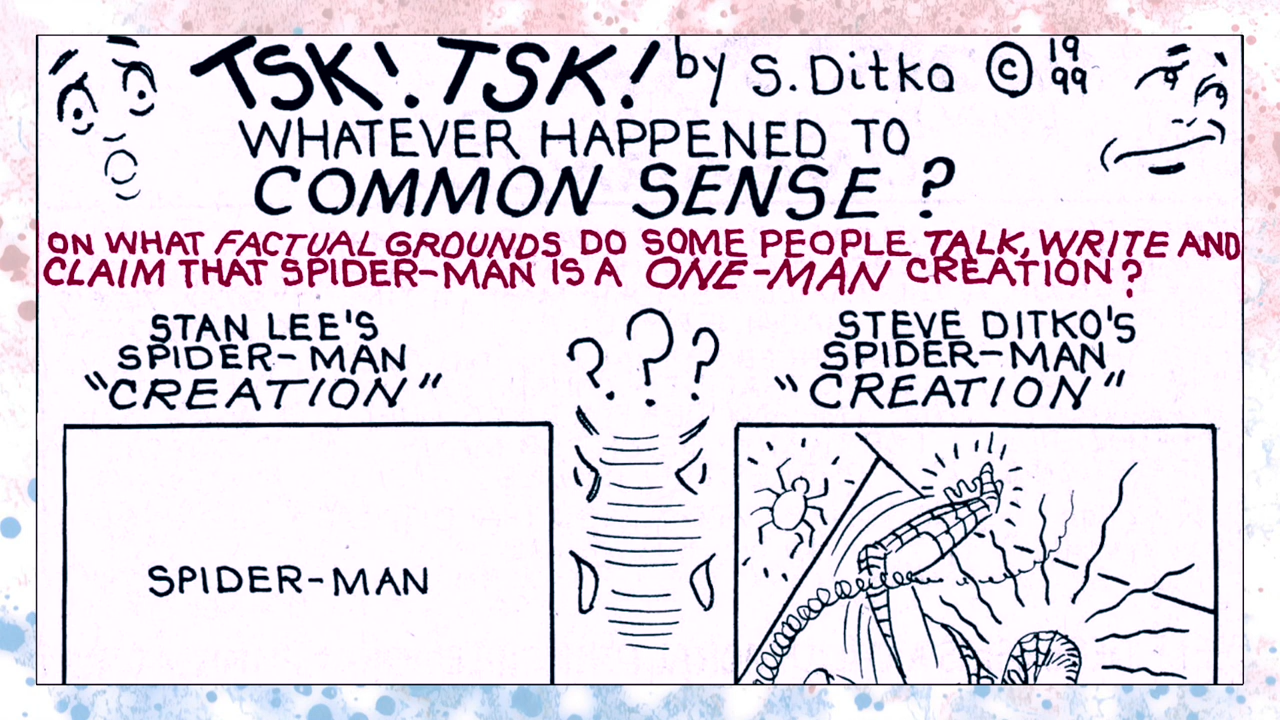 TSK! TSK! by S. Ditko © 1999
WHATEVER HAPPENED TO
COMMON SENSE?
ON WHAT FACTUAL GROUNDS DO SOME PEOPLE TALK, WRITE AND
CLAIM THAT SPIDER-MAN IS A ONE-MAN CREATION?
STAN LEE'S
SPIDER-MAN
"CREATION"
SPIDER-MAN
? ? ?
STEVE DITKO'S
SPIDER-MAN
"CREATION"